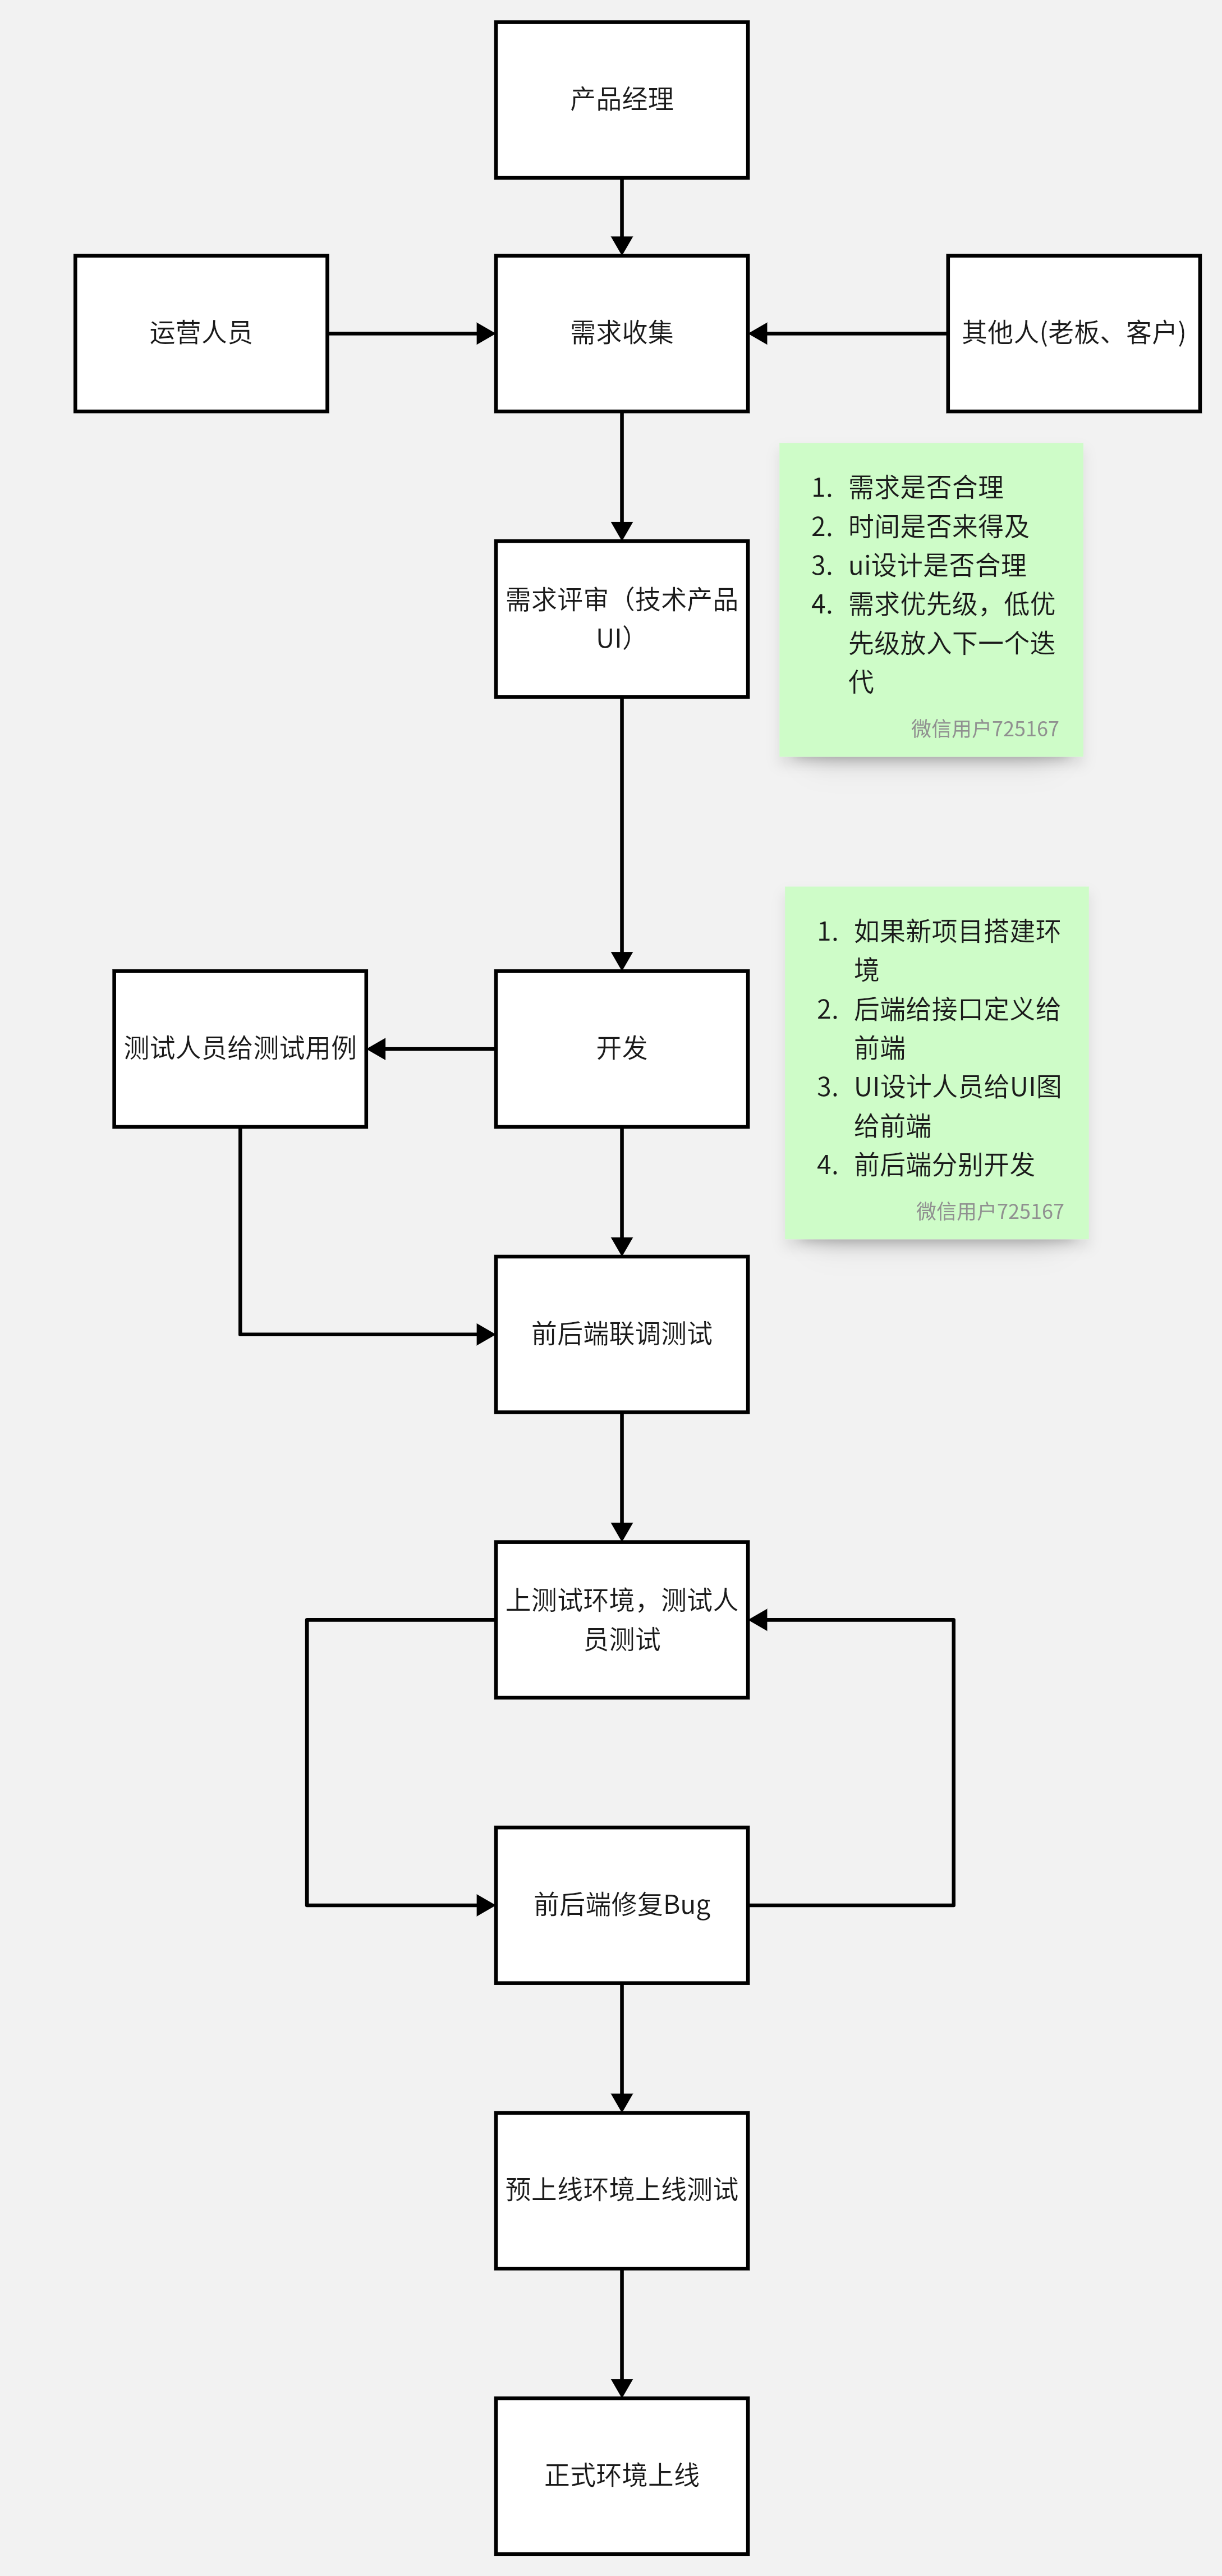 产品经理
运营人员
需求收集
其他人(老板、客户)
1. 需求是否合理
2. 时间是否来得及
3. ui设计是否合理
4. 需求优先级，低优
先级放入下一个迭
代
微信用户725167
需求评审（技术产品
UI）
1. 如果新项目搭建环
境
2. 后端给接口定义给
前端
3. UI设计人员给UI图
给前端
4. 前后端分别开发
微信用户725167
测试人员给测试用例
开发
前后端联调测试
上测试环境，测试人
员测试
前后端修复Bug
预上线环境上线测试
正式环境上线